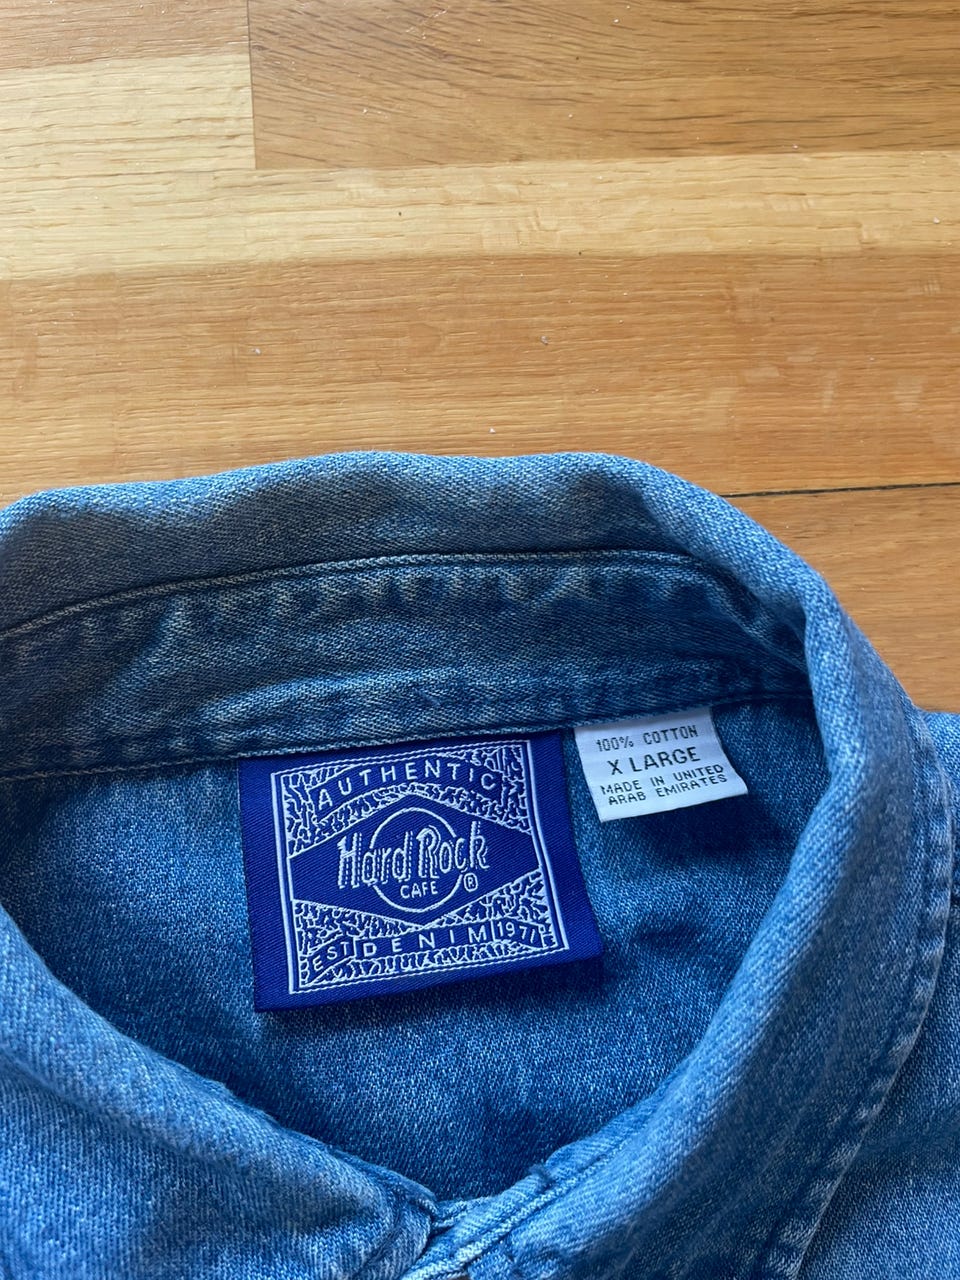 AUTHENTIC
Hard Rock
CAFE ®
EST DENIM 1971
100% COTTON
X LARGE
MADE IN UNITED
ARAB EMIRATES